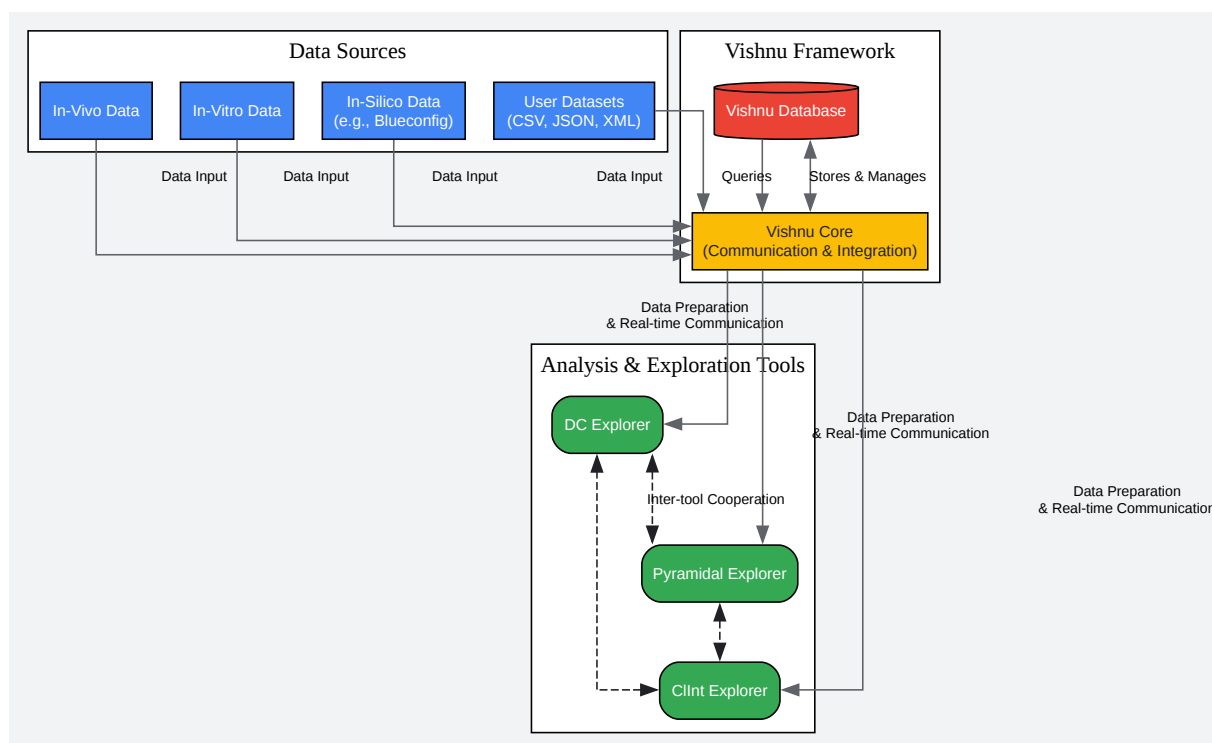 Data Sources
Vishnu Framework
In-Vivo Data
In-Vitro Data
In-Silico Data
(e.g., Blueconfig)
User Datasets
(CSV, JSON, XML)
Vishnu Database
Data Input
Data Input
Data Input
Data Input
Queries
Stores & Manages
Vishnu Core
(Communication & Integration)
Data Preparation
& Real-time Communication
Analysis & Exploration Tools
DC Explorer
Data Preparation
& Real-time Communication
Inter-tool Cooperation
Data Preparation
& Real-time Communication
Pyramidal Explorer
ClInt Explorer